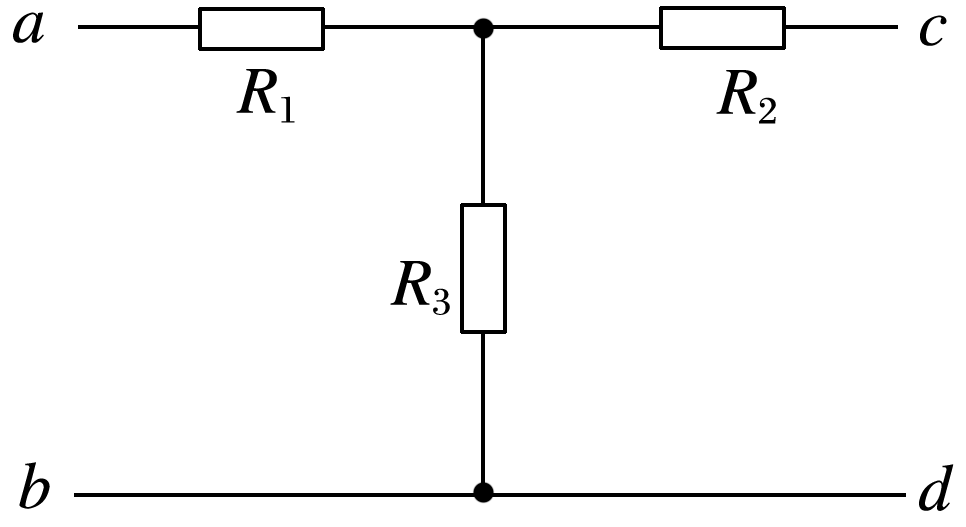 a c
R₁ R₂
R₃
b d